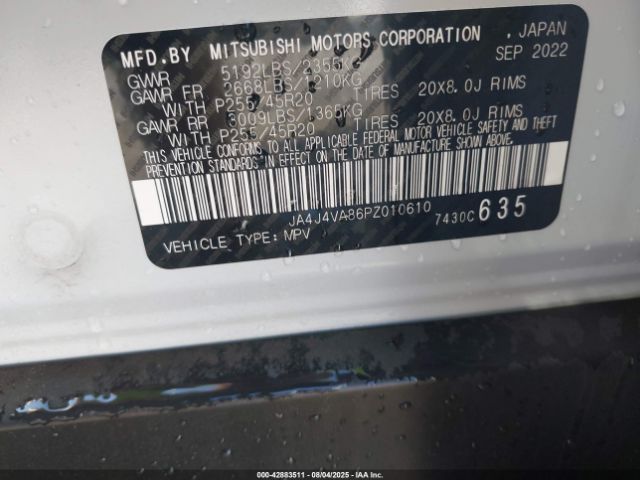 MFD.BY MITSUBISHI MOTORS CORPORATION , JAPAN
SEP 2022
GVWR 5192LBS/2355KG
GAWR FR 2668LBS/1210KG
WITH P255/45R20 TIRES 20X8.0J RIMS
GAWR RR 3009LBS/1365KG
WITH P255/45R20 TIRES 20X8.0J RIMS
THIS VEHICLE CONFORMS TO ALL APPLICABLE FEDERAL MOTOR VEHICLE SAFETY AND THEFT
PREVENTION STANDARDS IN EFFECT ON THE DATE OF MANUFACTURE SHOWN ABOVE.
JA4J4VA86PZ010610 7430C 635
VEHICLE TYPE: MPV
000-42883511 - 08/04/2025 - IAAI.com